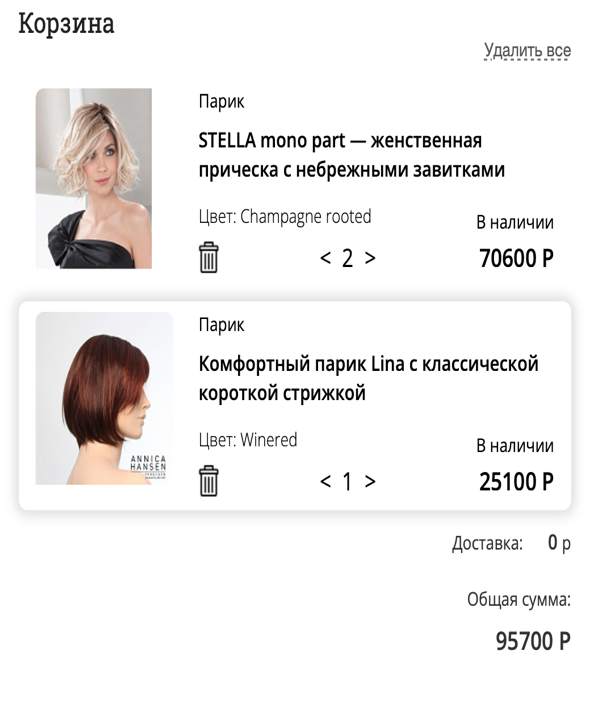 Корзина
Удалить все
Парик
STELLA mono part — женственная
прическа с небрежными завитками
Цвет: Champagne rooted
В наличии
< 2 >
70600 Р
Парик
Комфортный парик Lina с классической
короткой стрижкой
Цвет: Winered
В наличии
ANNICA
HANSEN
< 1 >
25100 Р
Доставка: 0 р
Общая сумма:
95700 Р